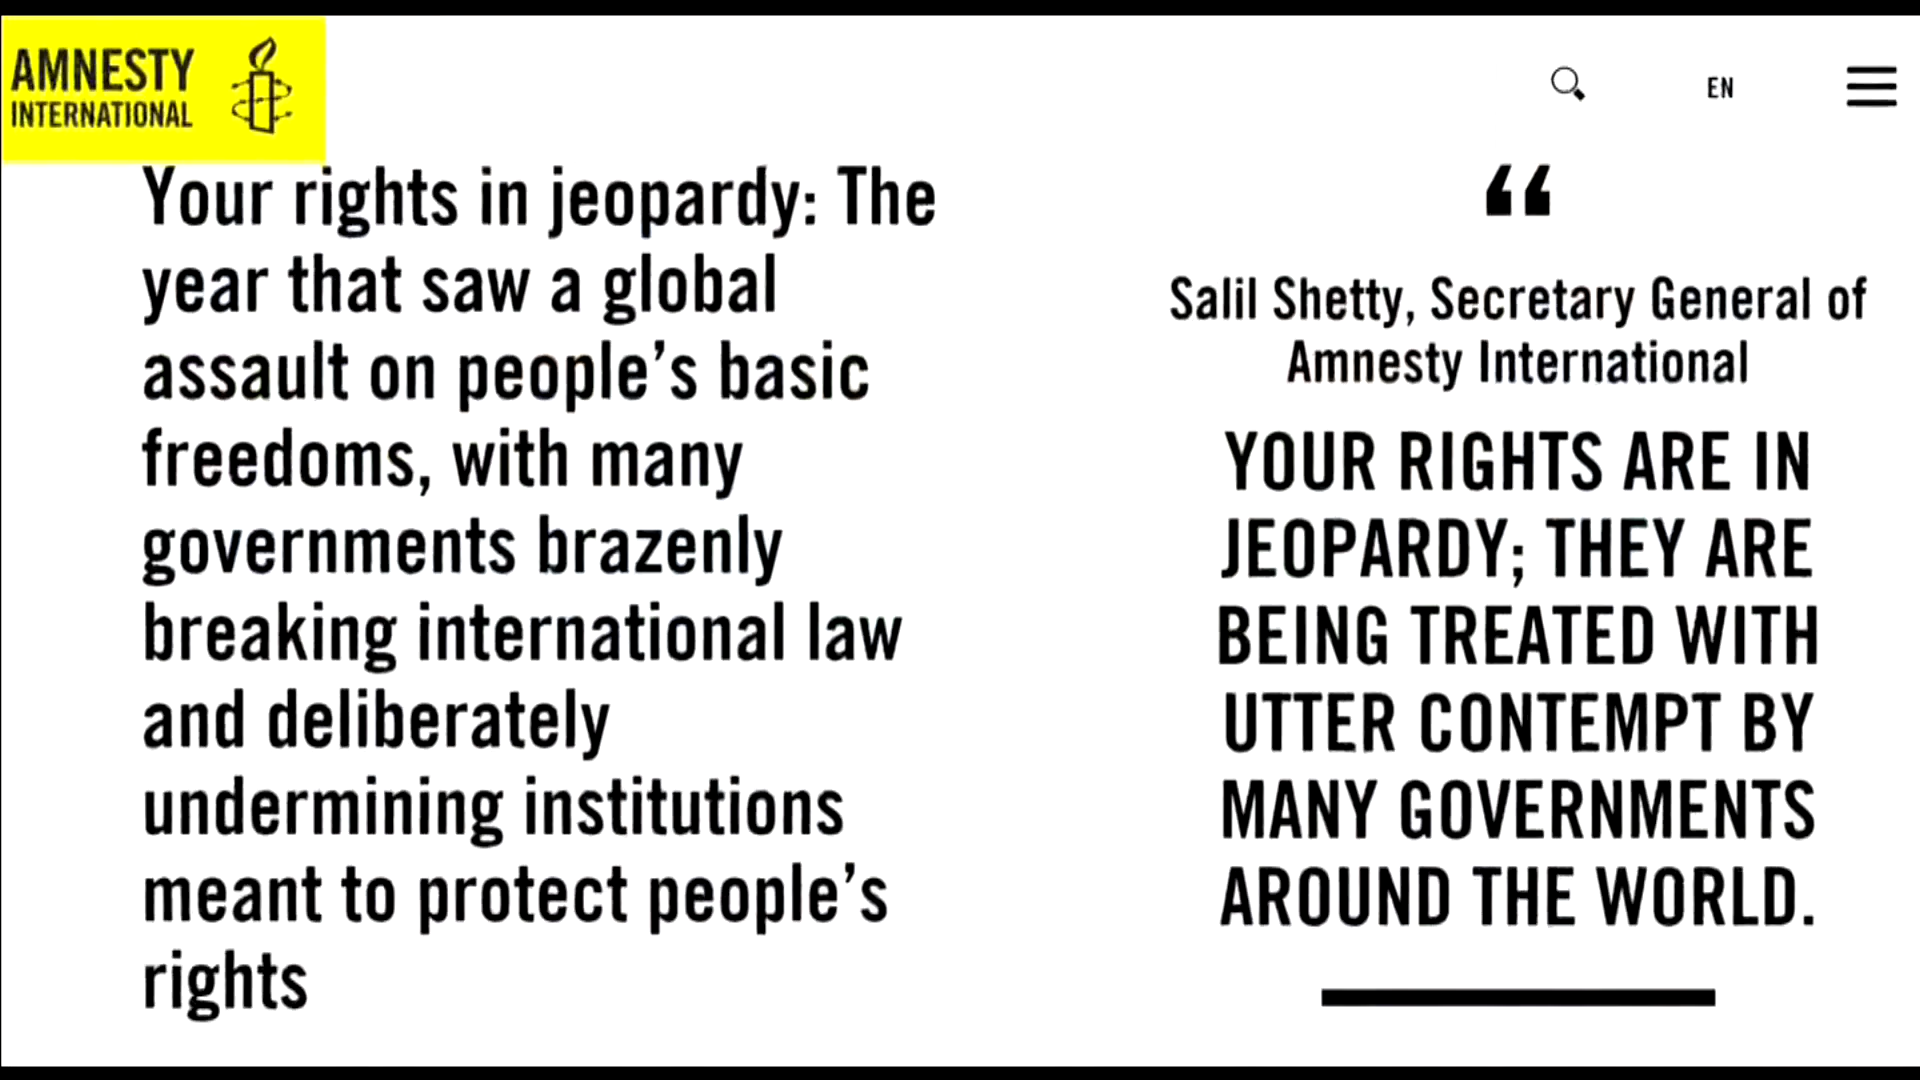 AMNESTY
INTERNATIONAL
EN
Your rights in jeopardy: The
year that saw a global
assault on people’s basic
freedoms, with many
governments brazenly
breaking international law
and deliberately
undermining institutions
meant to protect people’s
rights
“
Salil Shetty, Secretary General of
Amnesty International
YOUR RIGHTS ARE IN
JEOPARDY; THEY ARE
BEING TREATED WITH
UTTER CONTEMPT BY
MANY GOVERNMENTS
AROUND THE WORLD.